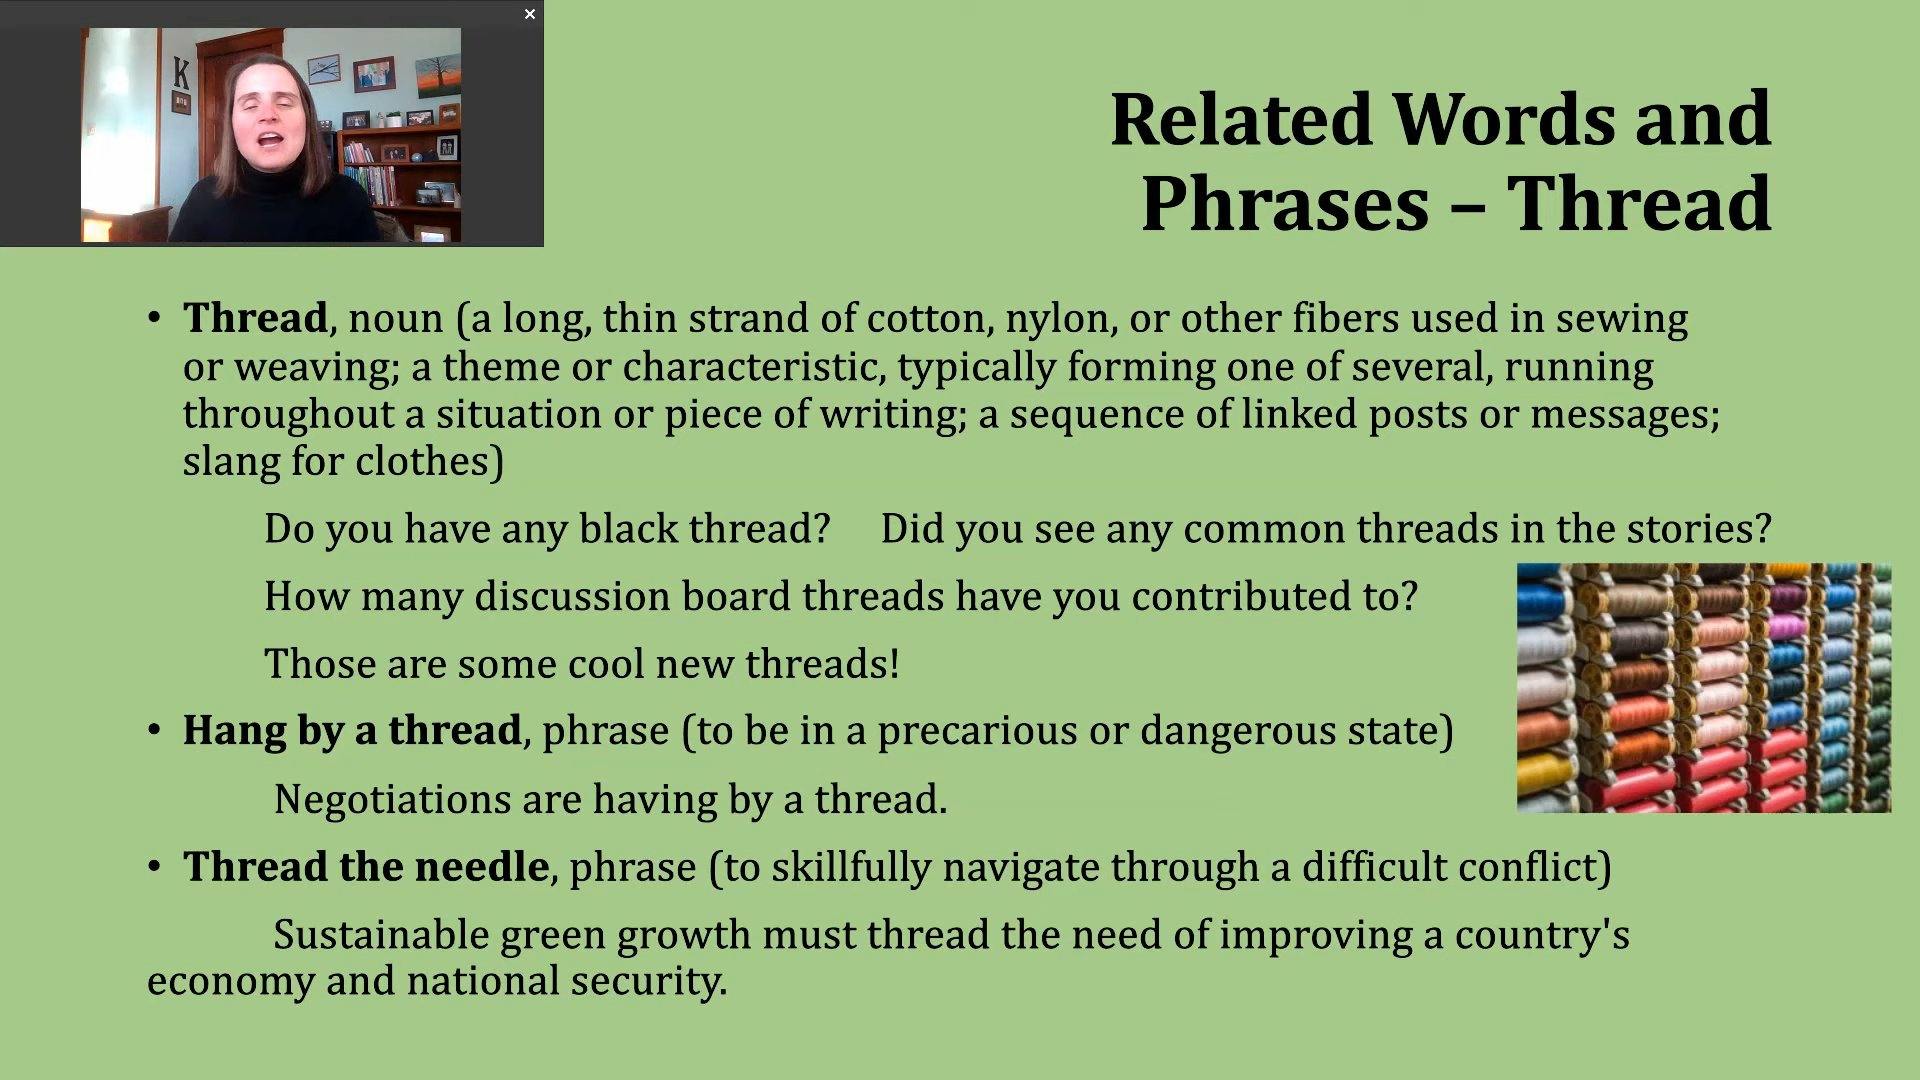 K
Related Words and
Phrases – Thread
• Thread, noun (a long, thin strand of cotton, nylon, or other fibers used in sewing
or weaving; a theme or characteristic, typically forming one of several, running
throughout a situation or piece of writing; a sequence of linked posts or messages;
slang for clothes)
Do you have any black thread? Did you see any common threads in the stories?
How many discussion board threads have you contributed to?
Those are some cool new threads!
• Hang by a thread, phrase (to be in a precarious or dangerous state)
Negotiations are having by a thread.
• Thread the needle, phrase (to skillfully navigate through a difficult conflict)
Sustainable green growth must thread the need of improving a country's
economy and national security.